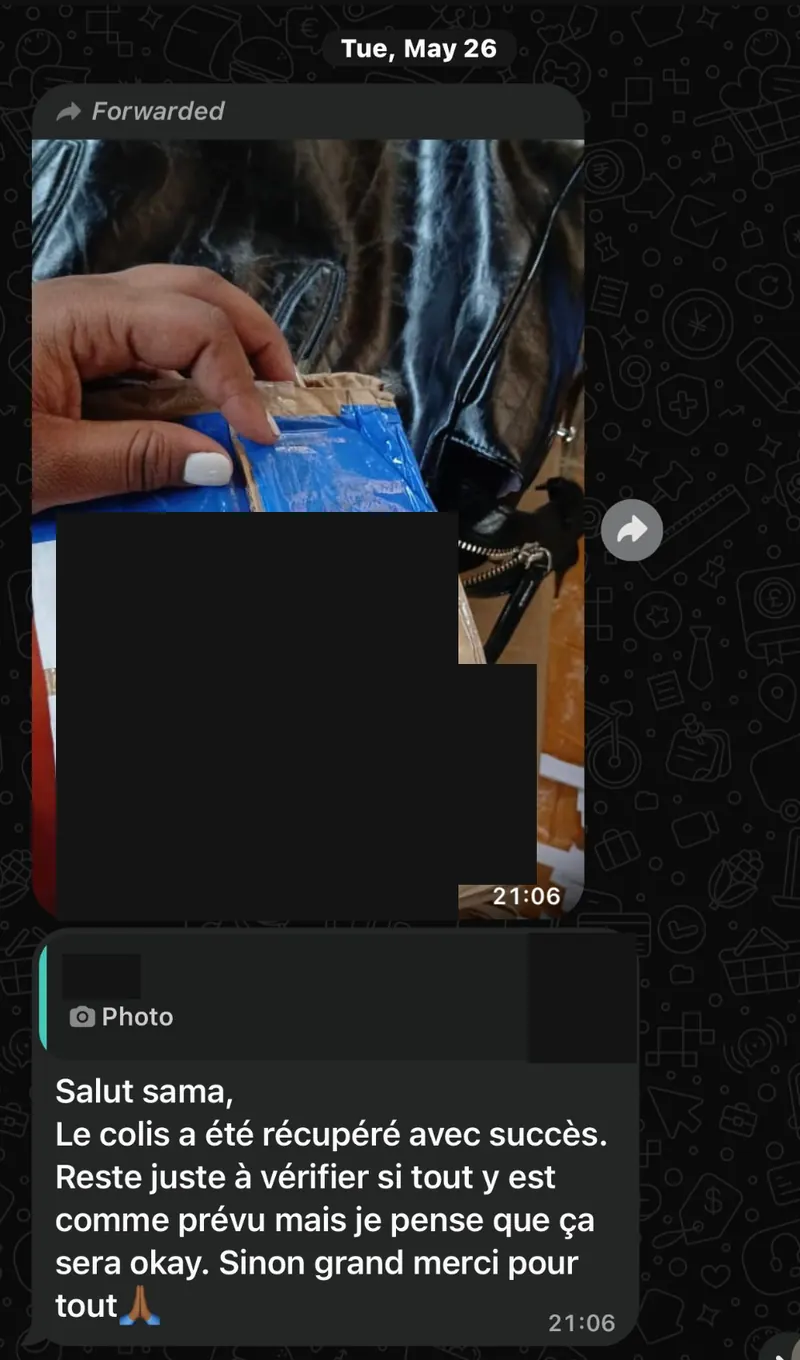 Tue, May 26
Forwarded
21:06
Photo
Salut sama,
Le colis a été récupéré avec succès.
Reste juste à vérifier si tout y est
comme prévu mais je pense que ça
sera okay. Sinon grand merci pour
tout🙏🏾
21:06